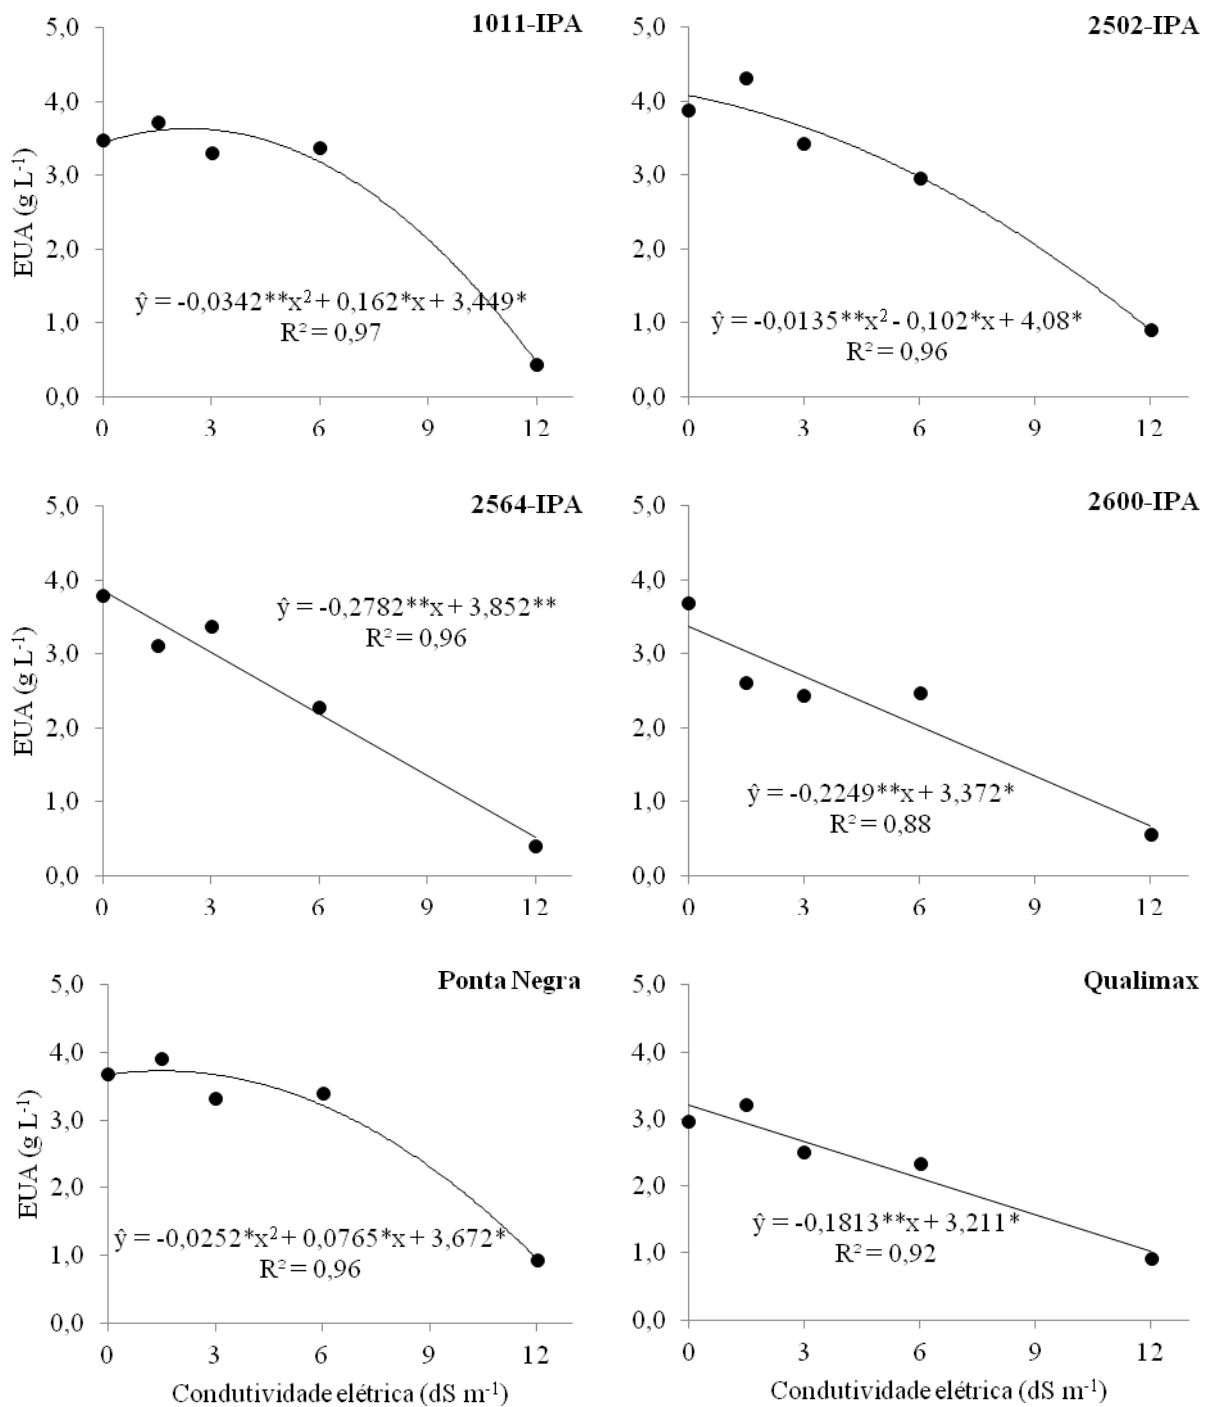 1011-IPA
5,0
4,0
3,0
2,0
1,0
0,0
EUA (g L⁻¹)
ŷ = -0,0342**x² + 0,162*x + 3,449*
R² = 0,97
0 3 6 9 12
2502-IPA
5,0
4,0
3,0
2,0
1,0
0,0
ŷ = -0,0135**x² - 0,102*x + 4,08*
R² = 0,96
0 3 6 9 12
2564-IPA
5,0
4,0
3,0
2,0
1,0
0,0
EUA (g L⁻¹)
ŷ = -0,2782**x + 3,852**
R² = 0,96
0 3 6 9 12
2600-IPA
5,0
4,0
3,0
2,0
1,0
0,0
ŷ = -0,2249**x + 3,372*
R² = 0,88
0 3 6 9 12
Ponta Negra
5,0
4,0
3,0
2,0
1,0
0,0
EUA (g L⁻¹)
ŷ = -0,0252*x² + 0,0765*x + 3,672*
R² = 0,96
0 3 6 9 12
Condutividade elétrica (dS m⁻¹)
Qualimax
5,0
4,0
3,0
2,0
1,0
0,0
ŷ = -0,1813**x + 3,211*
R² = 0,92
0 3 6 9 12
Condutividade elétrica (dS m⁻¹)